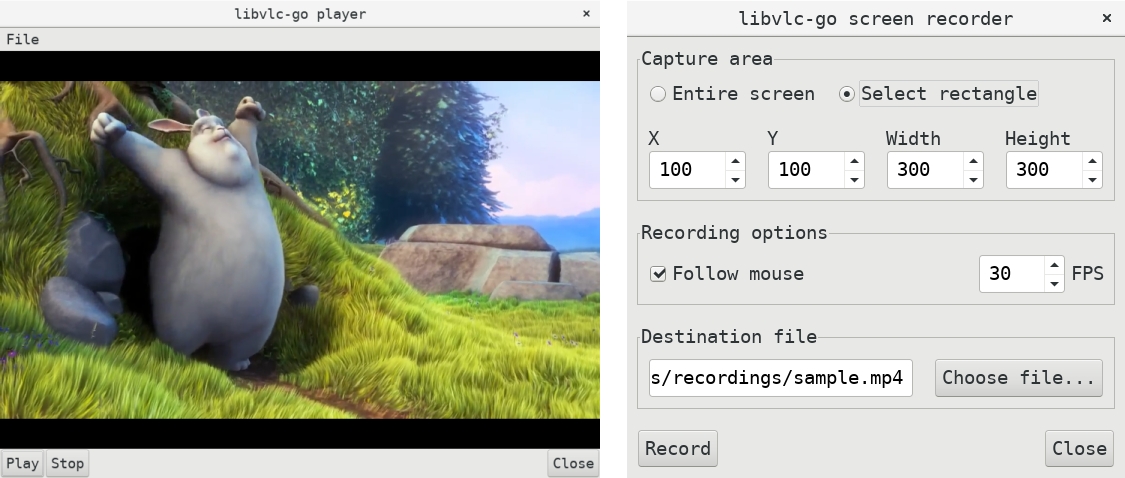 libvlc-go player ×
File
Play Stop Close
libvlc-go screen recorder ×
Capture area
Entire screen Select rectangle
X Y Width Height
100 100 300 300
Recording options
Follow mouse 30 FPS
Destination file
s/recordings/sample.mp4 Choose file...
Record Close